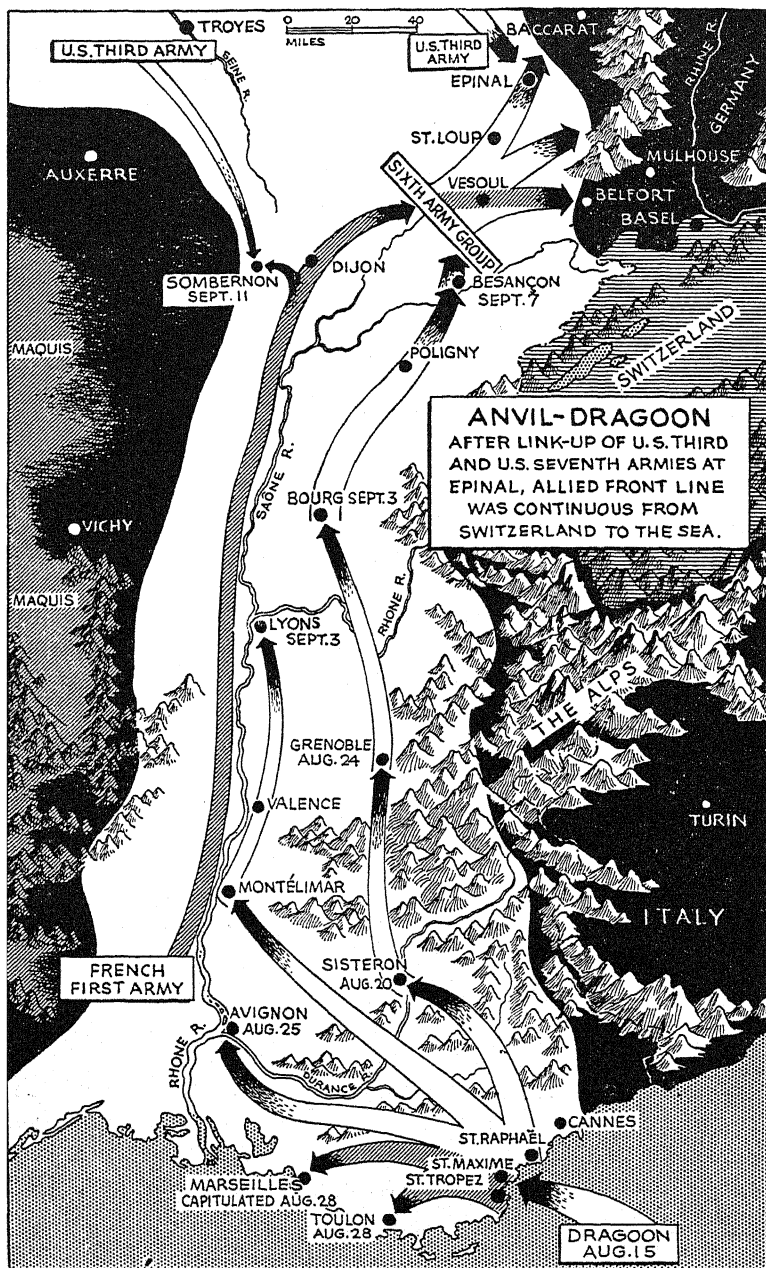 TROYES
0 20 40 60 80
MILES
BACCARAT
U.S. THIRD ARMY
U.S. THIRD
ARMY
SEINE R.
EPINAL
RHINE R.
GERMANY
ST. LOUP
AUXERRE
MULHOUSE
VESOUL
SIXTH ARMY GROUP
BELFORT
BASEL
DIJON
SOMBERNON
SEPT. 11
BESANÇON
SEPT. 7
MAQUIS
POLIGNY
SWITZERLAND
ANVIL-DRAGOON
AFTER LINK-UP OF U.S. THIRD
AND U.S. SEVENTH ARMIES AT
EPINAL, ALLIED FRONT LINE
WAS CONTINUOUS FROM
SWITZERLAND TO THE SEA.
SAÔNE R.
BOURG SEPT. 3
VICHY
RHONE R.
MAQUIS
LYONS
SEPT. 3
THE ALPS
GRENOBLE
AUG. 24
VALENCE
TURIN
MONTÉLIMAR
ITALY
FRENCH
FIRST ARMY
SISTERON
AUG. 20
AVIGNON
AUG. 25
RHONE R.
DURANCE R.
CANNES
ST. RAPHAEL
ST. MAXIME
ST. TROPEZ
MARSEILLES
CAPITULATED AUG. 28
TOULON
AUG. 28
DRAGOON
AUG. 15